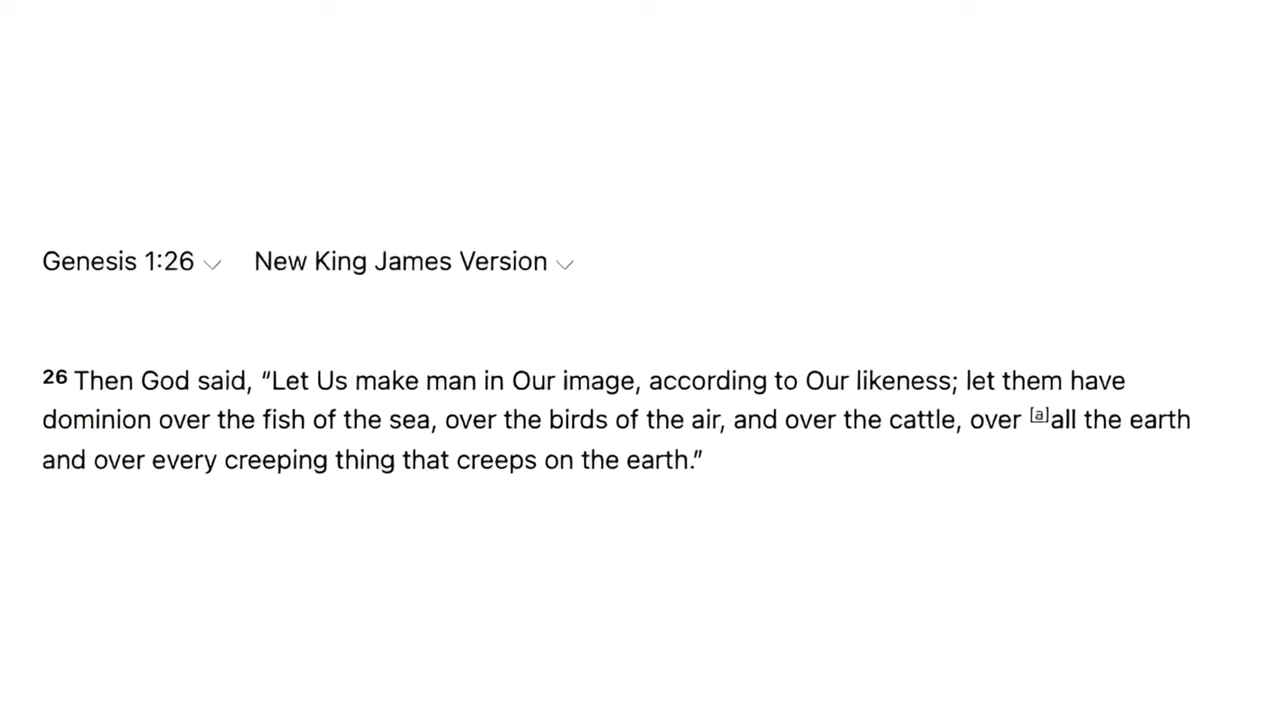 Genesis 1:26 New King James Version
26 Then God said, “Let Us make man in Our image, according to Our likeness; let them have
dominion over the fish of the sea, over the birds of the air, and over the cattle, over [a]all the earth
and over every creeping thing that creeps on the earth.”